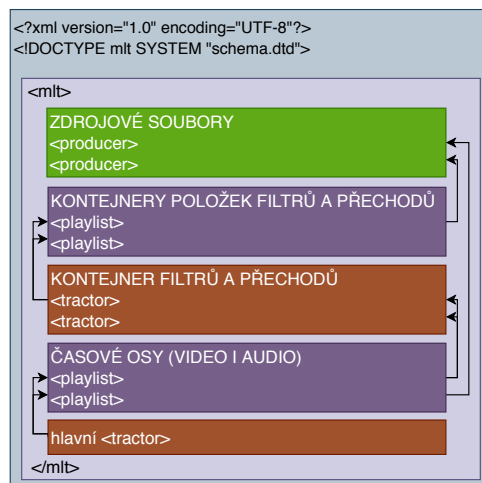 <?xml version="1.0" encoding="UTF-8"?>
<!DOCTYPE mlt SYSTEM "schema.dtd">
<mlt>
ZDROJOVÉ SOUBORY
<producer>
<producer>
KONTEJNERY POLOŽEK FILTRŮ A PŘECHODŮ
<playlist>
<playlist>
KONTEJNER FILTRŮ A PŘECHODŮ
<tractor>
<tractor>
ČASOVÉ OSY (VIDEO I AUDIO)
<playlist>
<playlist>
hlavní <tractor>
</mlt>